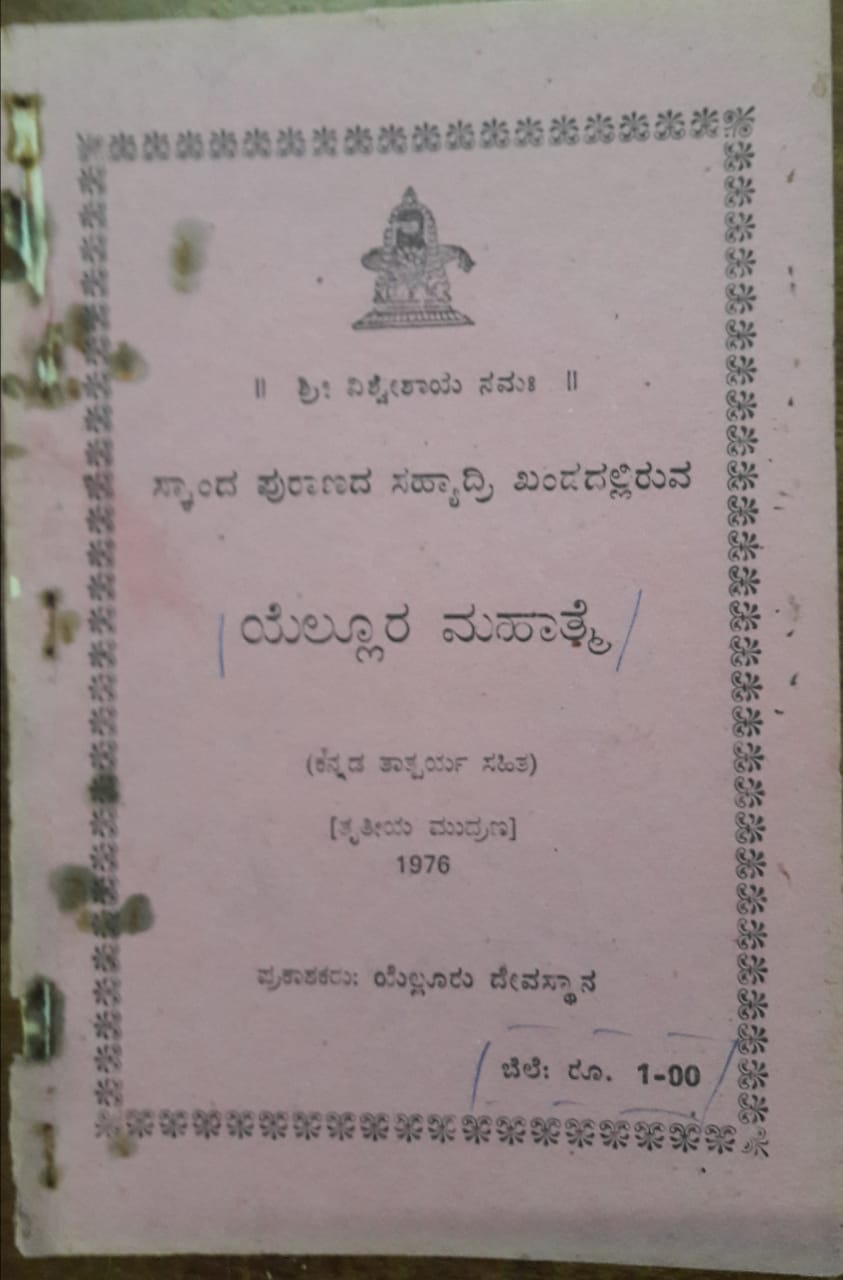 ॥ ಶ್ರೀಃ ವಿಶ್ವೇಶಾಯ ನಮಃ ॥
ಸ್ಕಾಂದ ಪುರಾಣದ ಸಹ್ಯಾದ್ರಿ ಖಂಡದಲ್ಲಿರುವ
ಯೆಲ್ಲೂರ ಮಹಾತ್ಮೆ
(ಕನ್ನಡ ತಾತ್ಪರ್ಯ ಸಹಿತ)
[ತೃತೀಯ ಮುದ್ರಣ]
1976
ಪ್ರಕಾಶಕರು: ಯೆಲ್ಲೂರು ದೇವಸ್ಥಾನ
ಬೆಲೆ: ರೂ. 1-00